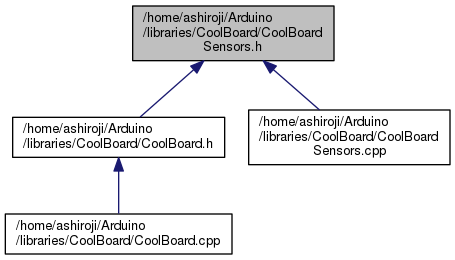 /home/ashiroji/Arduino
/libraries/CoolBoard/CoolBoard
Sensors.h
/home/ashiroji/Arduino
/libraries/CoolBoard/CoolBoard.h
/home/ashiroji/Arduino
/libraries/CoolBoard/CoolBoard
Sensors.cpp
/home/ashiroji/Arduino
/libraries/CoolBoard/CoolBoard.cpp